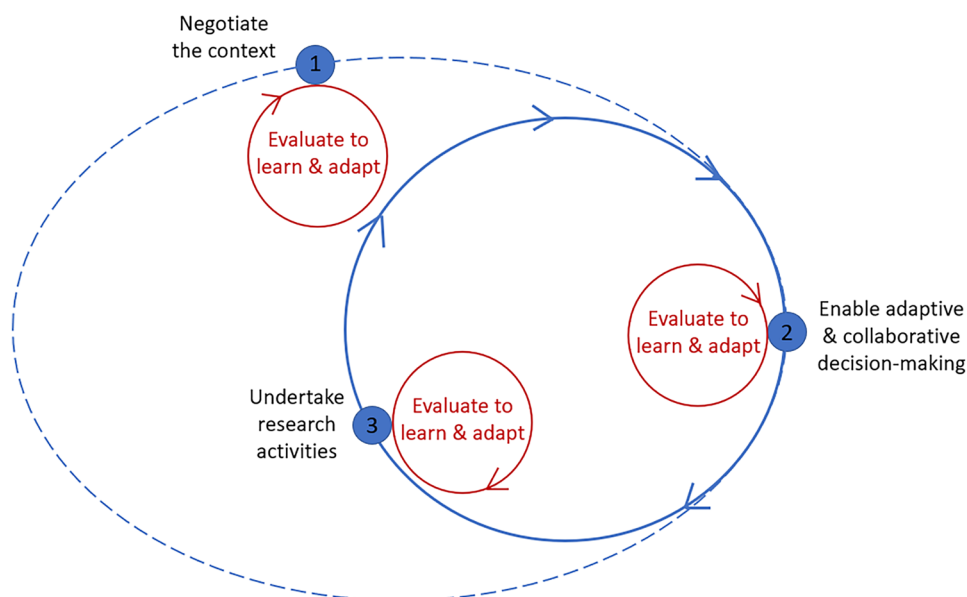 Negotiate
the context
1
Evaluate to
learn & adapt
Enable adaptive
& collaborative
decision-making
2
Evaluate to
learn & adapt
Undertake
research
activities
3
Evaluate to
learn & adapt